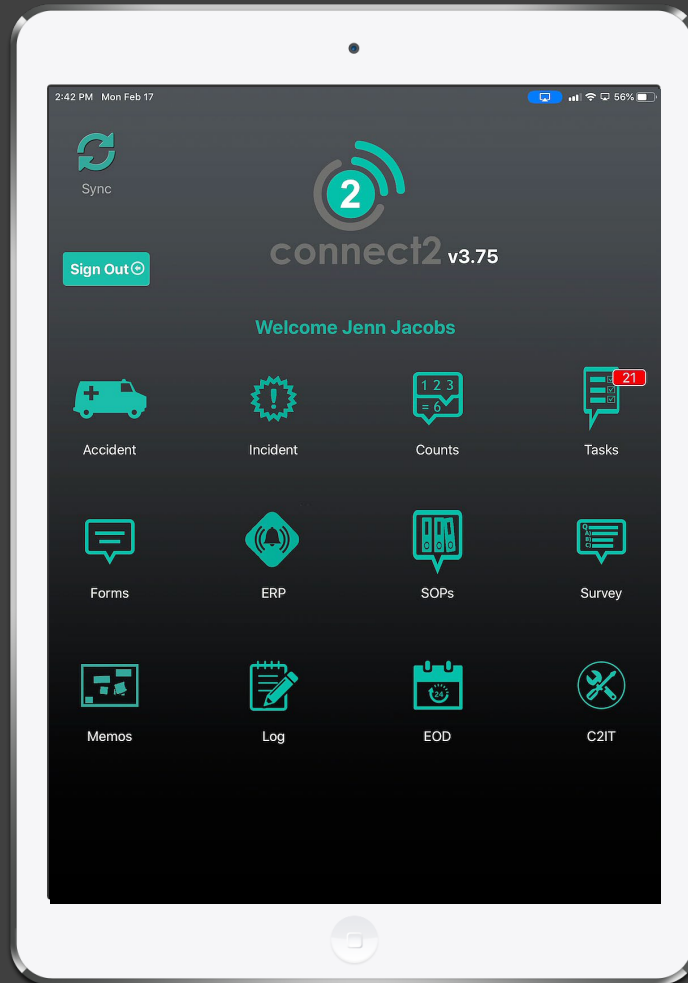 2:42 PM Mon Feb 17
56%
Sync
2
connect2 v3.75
Sign Out
Welcome Jenn Jacobs
1 2 3
= 6
21
Accident
Incident
Counts
Tasks
Q
A)
B)
C)
Forms
ERP
SOPs
Survey
24
Memos
Log
EOD
C2IT